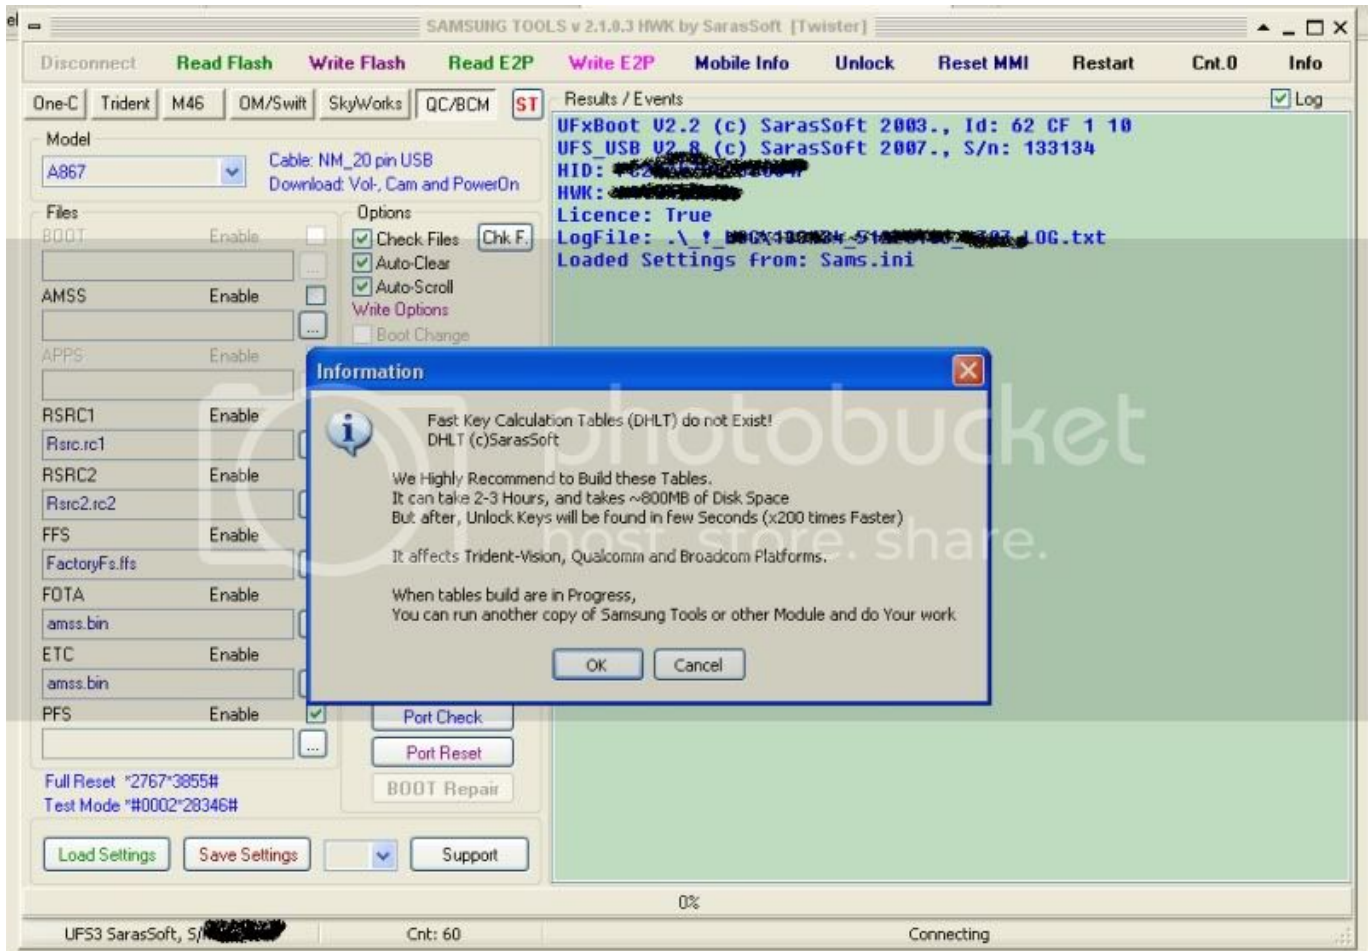 SAMSUNG TOOLS v 2.1.0.3 HWK by SarasSoft [Twister]
Disconnect Read Flash Write Flash Read E2P Write E2P Mobile Info Unlock Reset MMI Restart Cnt.0 Info
One-C Trident M46 OM/Swift SkyWorks QC/BCM ST
Results / Events Log
Model
A867
Cable: NM_20 pin USB
Download: Vol-, Cam and PowerOn
UFxBoot V2.2 (c) SarasSoft 2003., Id: 62 CF 1 10
UFS_USB V2.8 (c) SarasSoft 2007., S/n: 133134
HID:
HWK:
Licence: True
LogFile: .\_!_ LOG.txt
Loaded Settings from: Sams.ini
Files
BOOT Enable
AMSS Enable
...
APPS Enable
RSRC1 Enable
Rsrc.rc1
RSRC2 Enable
Rsrc2.rc2
FFS Enable
FactoryFs.ffs
FOTA Enable
amss.bin
ETC Enable
amss.bin
PFS Enable
...
Options
Check Files Chk F.
Auto-Clear
Auto-Scroll
Write Options
Boot Change
Information
Fast Key Calculation Tables (DHLT) do not Exist!
DHLT (c)SarasSoft
We Highly Recommend to Build these Tables.
It can take 2-3 Hours, and takes ~800MB of Disk Space
But after, Unlock Keys will be found in few Seconds (x200 times Faster)
It affects Trident-Vision, Qualcomm and Broadcom Platforms.
When tables build are in Progress,
You can run another copy of Samsung Tools or other Module and do Your work
OK Cancel
photobucket
host. store. share.
Port Check
Port Reset
BOOT Repair
Full Reset *2767*3855#
Test Mode *#0002*28346#
Load Settings Save Settings Support
0%
UFS3 SarasSoft, S/ Cnt: 60 Connecting